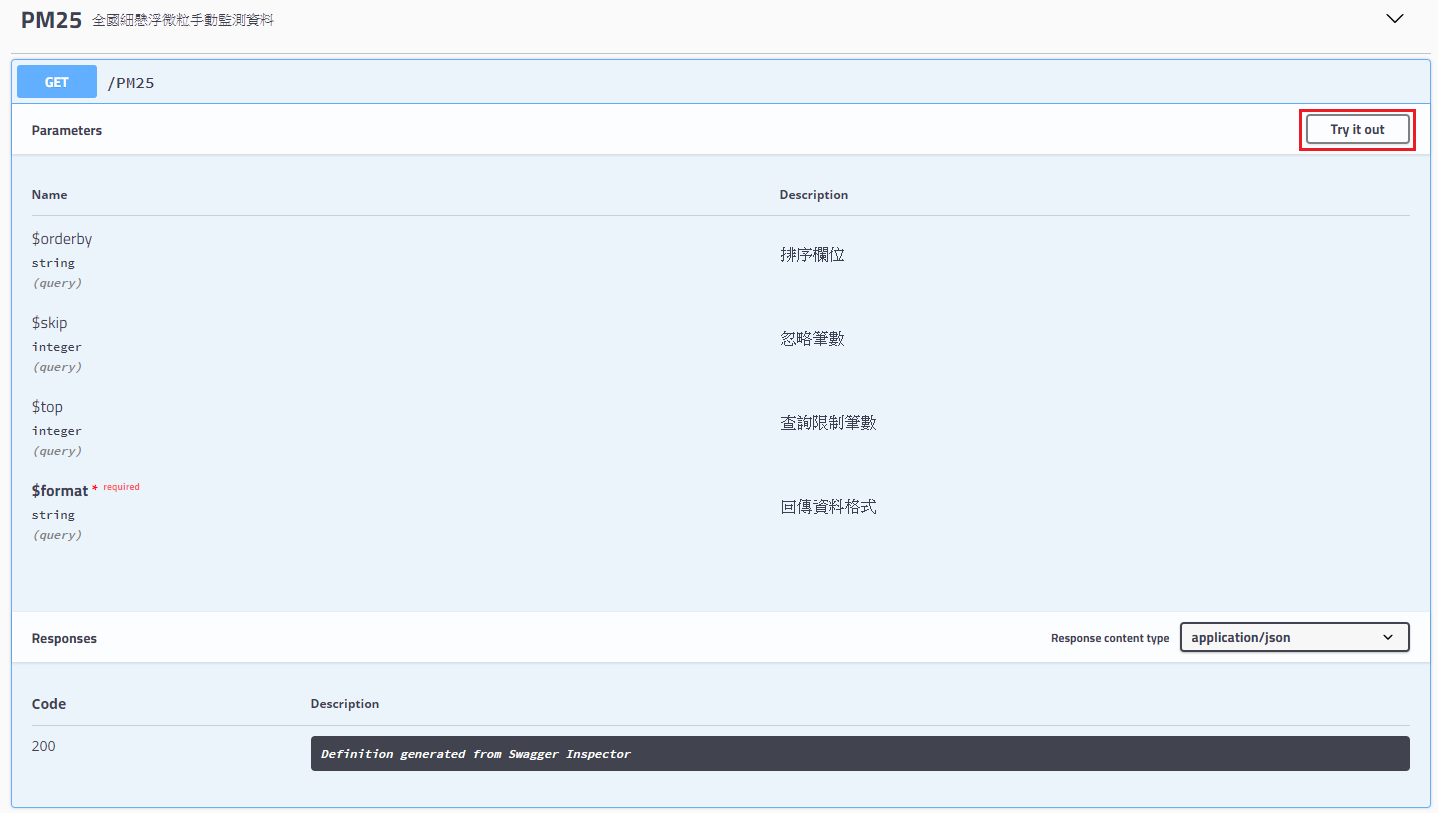 PM25 全國細懸浮微粒手動監測資料
GET /PM25
Parameters Try it out
Name Description
$orderby
string
(query)
排序欄位
$skip
integer
(query)
忽略筆數
$top
integer
(query)
查詢限制筆數
$format * required
string
(query)
回傳資料格式
Responses Response content type application/json
Code Description
200 Definition generated from Swagger Inspector